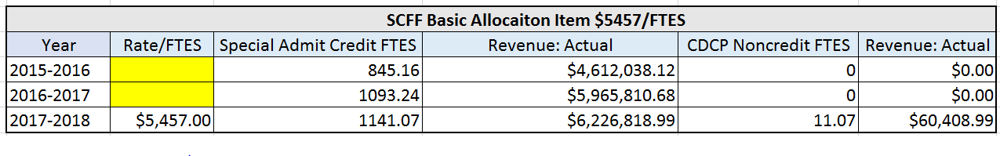 SCFF Basic Allocaiton Item $5457/FTES
Year Rate/FTES Special Admit Credit FTES Revenue: Actual CDCP Noncredit FTES Revenue: Actual
2015-2016 845.16 $4,612,038.12 0 $0.00
2016-2017 1093.24 $5,965,810.68 0 $0.00
2017-2018 $5,457.00 1141.07 $6,226,818.99 11.07 $60,408.99